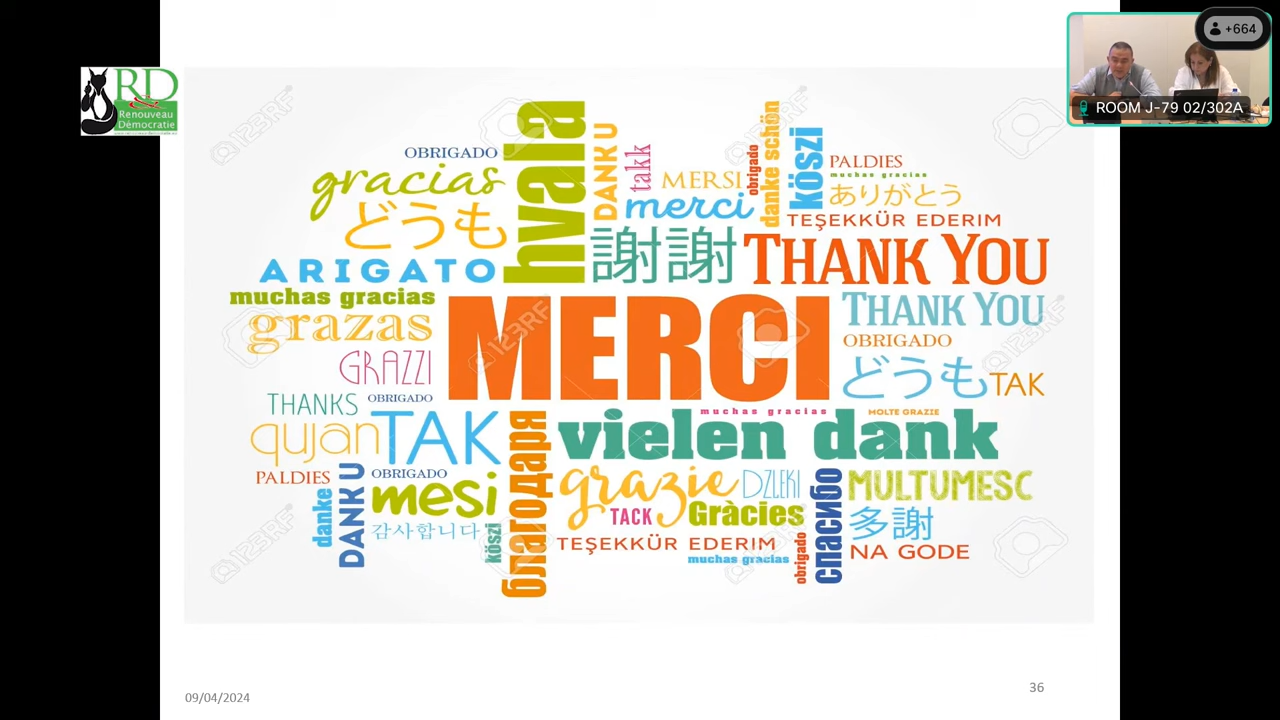 +664
ROOM J-79 02/302A
RD
&
Renouveau
Démocratie
123RF
OBRIGADO
gracias
どうも
ARIGATO
hvala
DANKU
takk
MERSI
merci
obrigado
danke schön
köszi
PALDIES
muchas gracias
ありがとう
TEŞEKKÜR EDERIM
謝謝
THANK YOU
muchas gracias
grazas
GRAZZI
MERCI
THANK YOU
OBRIGADO
どうも
TAK
THANKS
OBRIGADO
qujan
TAK
muchas gracias
MOLTE GRAZIE
благодаря
vielen dank
PALDIES
OBRIGADO
danke
DANKU
mesi
감사합니다
köszi
grazie
DZIEKI
TACK
Gràcies
спасибо
MULTUMESC
多謝
TEŞEKKÜR EDERIM
muchas gracias
obrigado
NA GODE
09/04/2024
36